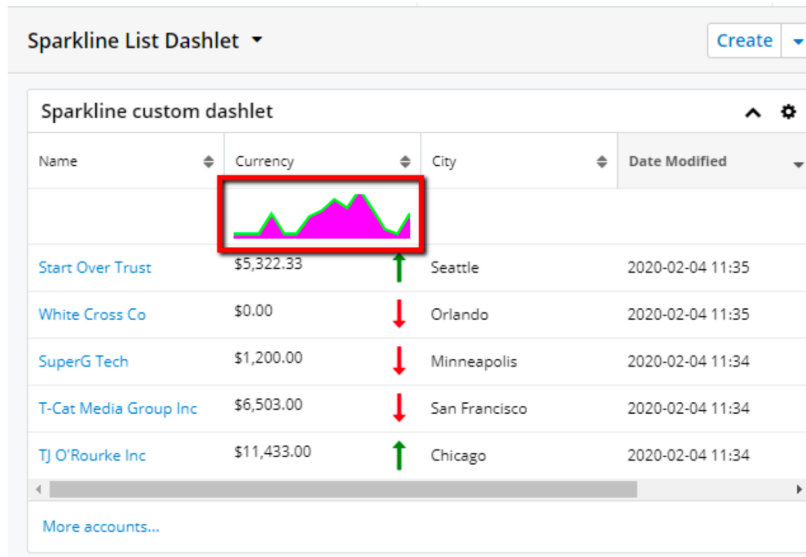 Sparkline List Dashlet
Create
Sparkline custom dashlet
Name Currency City Date Modified
Start Over Trust $5,322.33 Seattle 2020-02-04 11:35
White Cross Co $0.00 Orlando 2020-02-04 11:35
SuperG Tech $1,200.00 Minneapolis 2020-02-04 11:34
T-Cat Media Group Inc $6,503.00 San Francisco 2020-02-04 11:34
TJ O'Rourke Inc $11,433.00 Chicago 2020-02-04 11:34
More accounts...